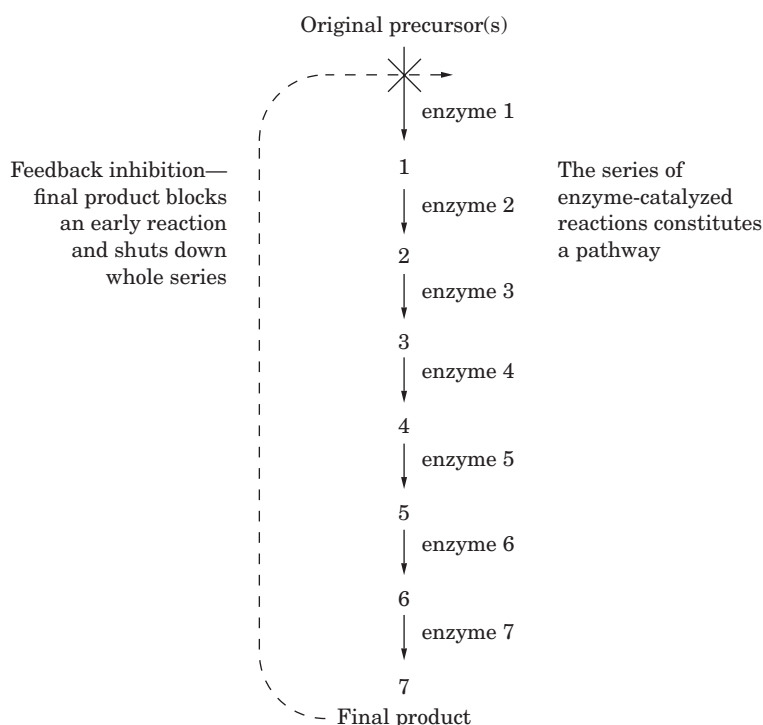 Original precursor(s)
enzyme 1
Feedback inhibition—
final product blocks
an early reaction
and shuts down
whole series
1
The series of
enzyme-catalyzed
reactions constitutes
a pathway
enzyme 2
2
enzyme 3
3
enzyme 4
4
enzyme 5
5
enzyme 6
6
enzyme 7
7
Final product